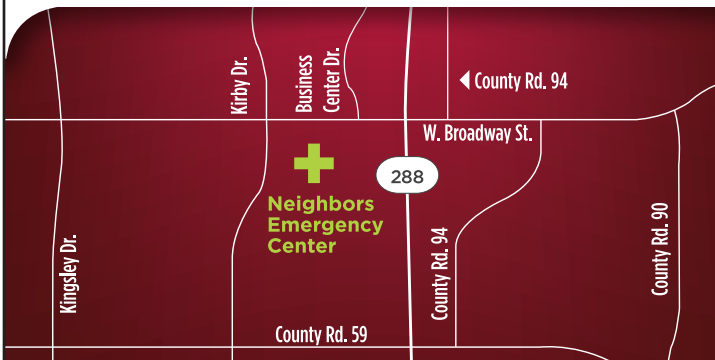 Kirby Dr.
Business
Center Dr.
County Rd. 94
W. Broadway St.
288
Neighbors
Emergency
Center
Kingsley Dr.
County Rd. 94
County Rd. 90
County Rd. 59